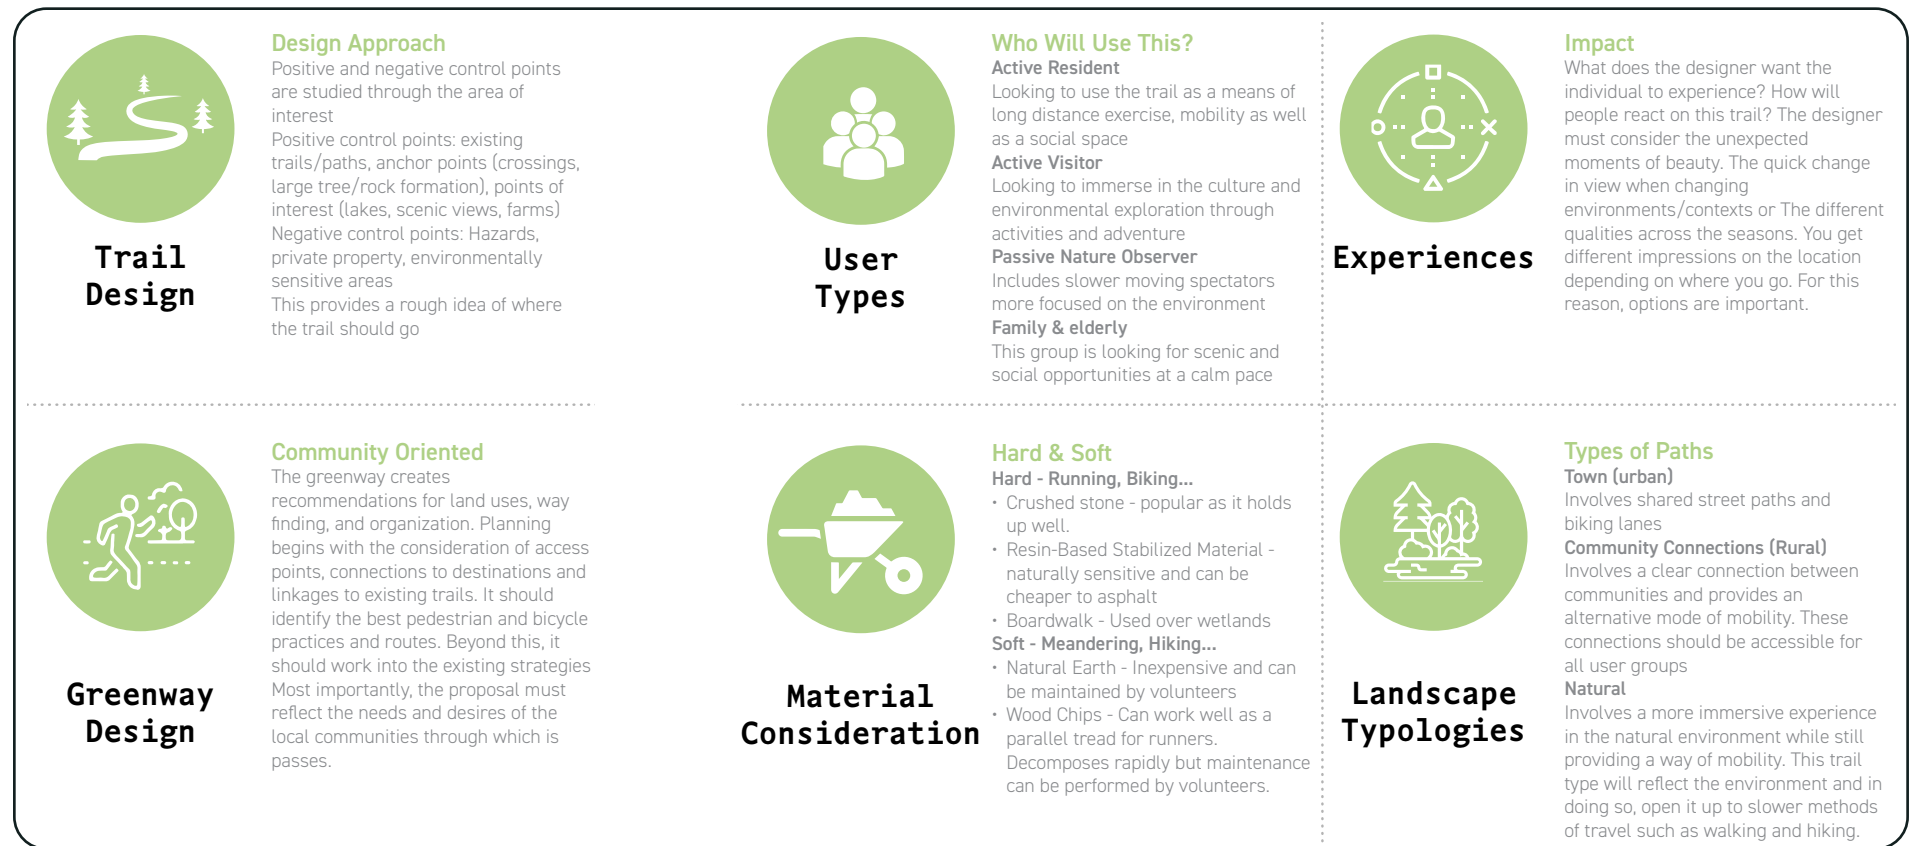 Trail
Design
Design Approach
Positive and negative control points
are studied through the area of
interest
Positive control points: existing
trails/paths, anchor points (crossings,
large tree/rock formation), points of
interest (lakes, scenic views, farms)
Negative control points: Hazards,
private property, environmentally
sensitive areas
This provides a rough idea of where
the trail should go
User
Types
Who Will Use This?
Active Resident
Looking to use the trail as a means of
long distance exercise, mobility as well
as a social space
Active Visitor
Looking to immerse in the culture and
environmental exploration through
activities and adventure
Passive Nature Observer
Includes slower moving spectators
more focused on the environment
Family & elderly
This group is looking for scenic and
social opportunities at a calm pace
Experiences
Impact
What does the designer want the
individual to experience? How will
people react on this trail? The designer
must consider the unexpected
moments of beauty. The quick change
in view when changing
environments/contexts or The different
qualities across the seasons. You get
different impressions on the location
depending on where you go. For this
reason, options are important.
Greenway
Design
Community Oriented
The greenway creates
recommendations for land uses, way
finding, and organization. Planning
begins with the consideration of access
points, connections to destinations and
linkages to existing trails. It should
identify the best pedestrian and bicycle
practices and routes. Beyond this, it
should work into the existing strategies
Most importantly, the proposal must
reflect the needs and desires of the
local communities through which is
passes.
Material
Consideration
Hard & Soft
Hard - Running, Biking...
• Crushed stone - popular as it holds
up well.
• Resin-Based Stabilized Material -
naturally sensitive and can be
cheaper to asphalt
• Boardwalk - Used over wetlands
Soft - Meandering, Hiking...
• Natural Earth - Inexpensive and can
be maintained by volunteers
• Wood Chips - Can work well as a
parallel tread for runners.
Decomposes rapidly but maintenance
can be performed by volunteers.
Landscape
Typologies
Types of Paths
Town (urban)
Involves shared street paths and
biking lanes
Community Connections (Rural)
Involves a clear connection between
communities and provides an
alternative mode of mobility. These
connections should be accessible for
all user groups
Natural
Involves a more immersive experience
in the natural environment while still
providing a way of mobility. This trail
type will reflect the environment and in
doing so, open it up to slower methods
of travel such as walking and hiking.